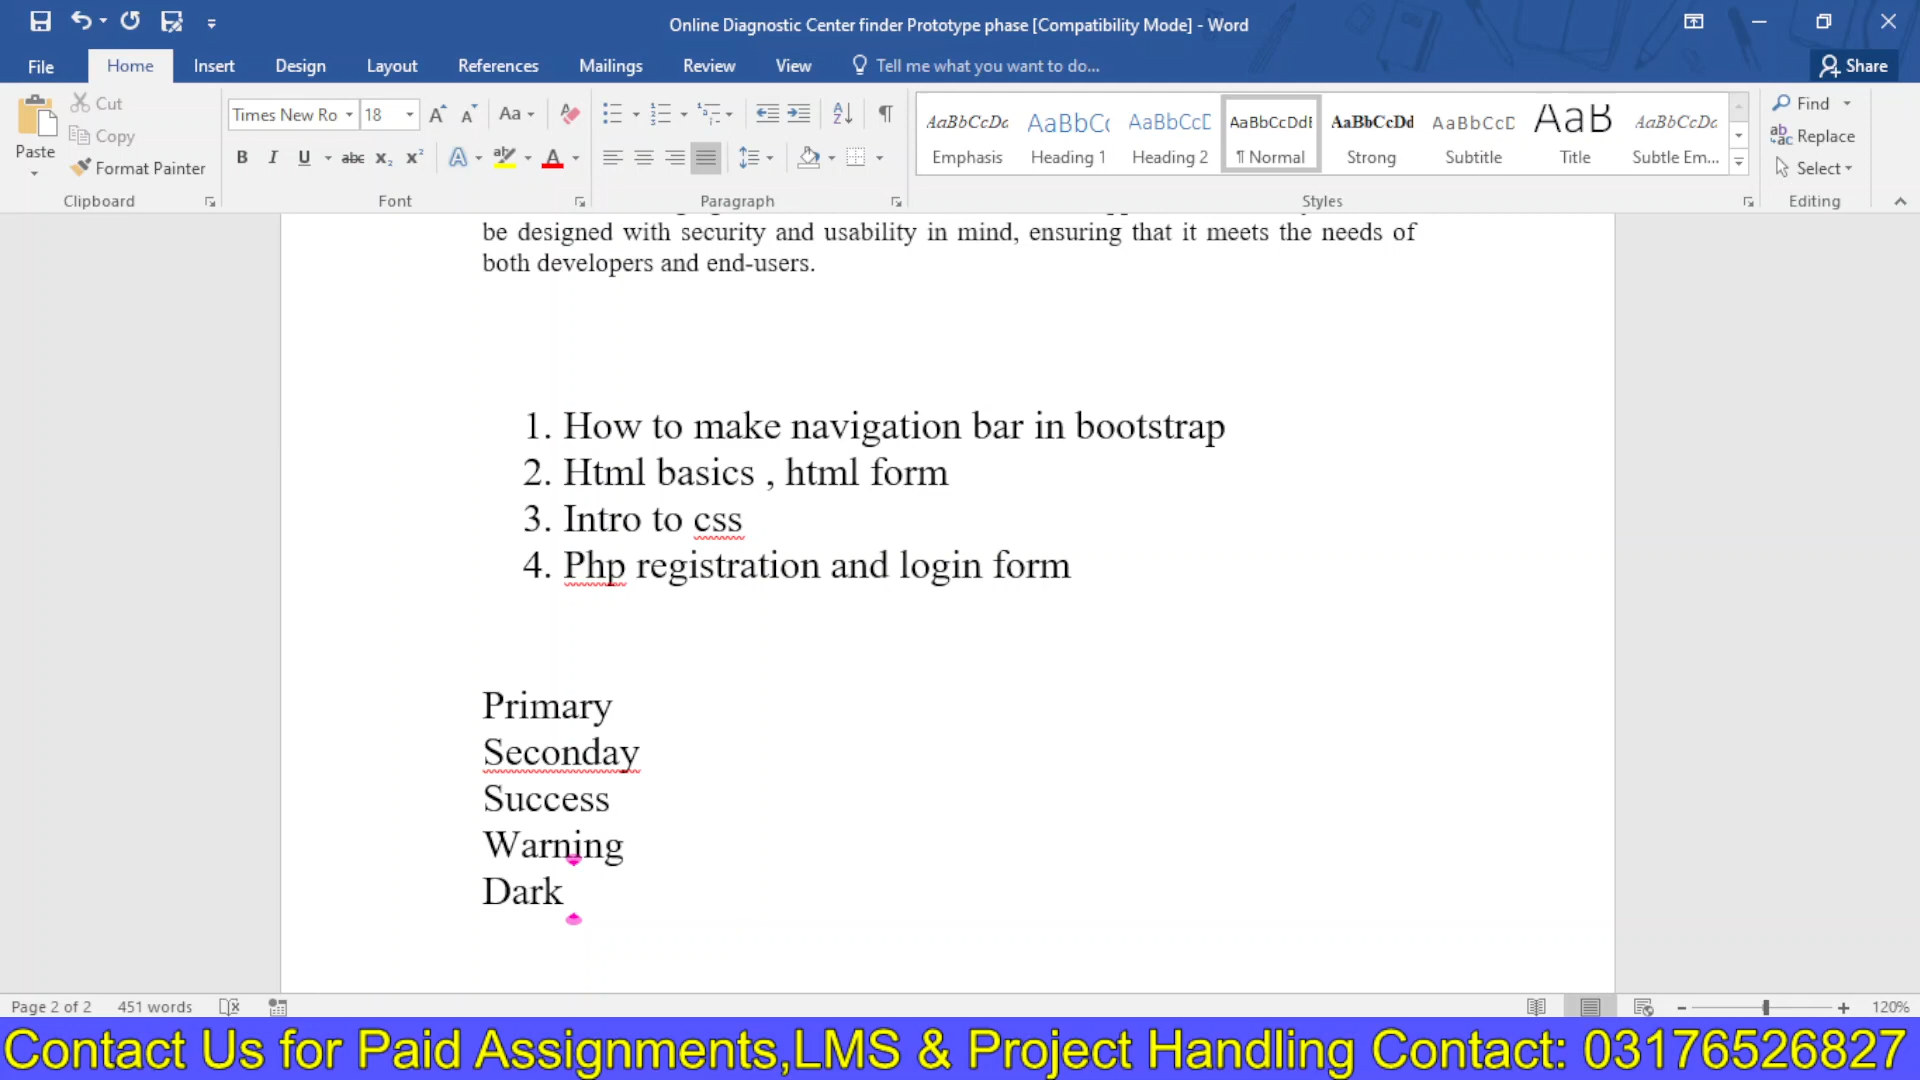 Online Diagnostic Center finder Prototype phase [Compatibility Mode] - Word
File Home Insert Design Layout References Mailings Review View Tell me what you want to do... Share
Paste Cut Copy Format Painter
Times New Ro 18
AaBbCcDc AaBbC AaBbCcD AaBbCcDdE AaBbCcDd AaBbCcD AaB AaBbCcDc
Emphasis Heading 1 Heading 2 ¶ Normal Strong Subtitle Title Subtle Em...
Find Replace Select
Clipboard Font Paragraph Styles Editing
be designed with security and usability in mind, ensuring that it meets the needs of
both developers and end-users.
1. How to make navigation bar in bootstrap
2. Html basics , html form
3. Intro to css
4. Php registration and login form
Primary
Seconday
Success
Warning
Dark
Page 2 of 2 451 words 120%
Contact Us for Paid Assignments,LMS & Project Handling Contact: 03176526827